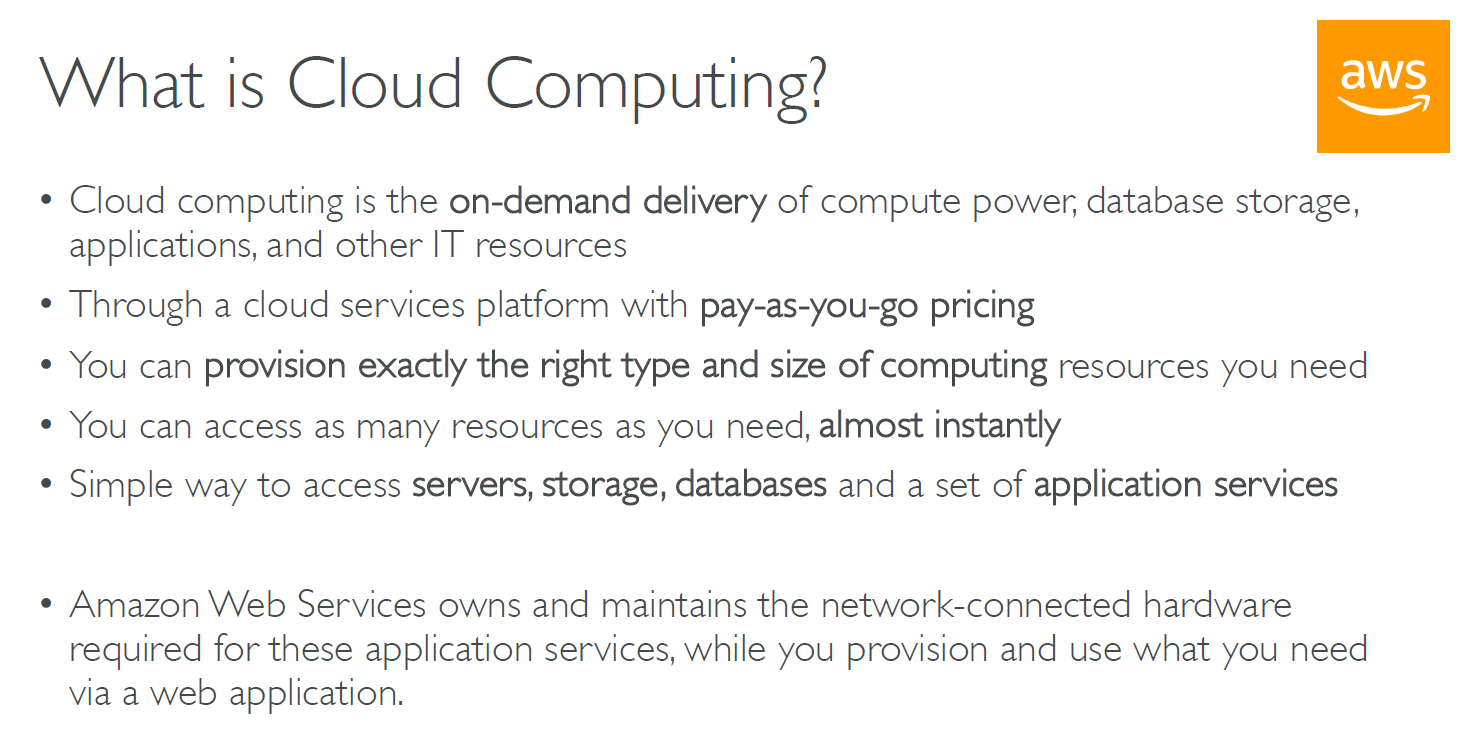 What is Cloud Computing?
aws
• Cloud computing is the on-demand delivery of compute power, database storage,
applications, and other IT resources
• Through a cloud services platform with pay-as-you-go pricing
• You can provision exactly the right type and size of computing resources you need
• You can access as many resources as you need, almost instantly
• Simple way to access servers, storage, databases and a set of application services
• Amazon Web Services owns and maintains the network-connected hardware
required for these application services, while you provision and use what you need
via a web application.